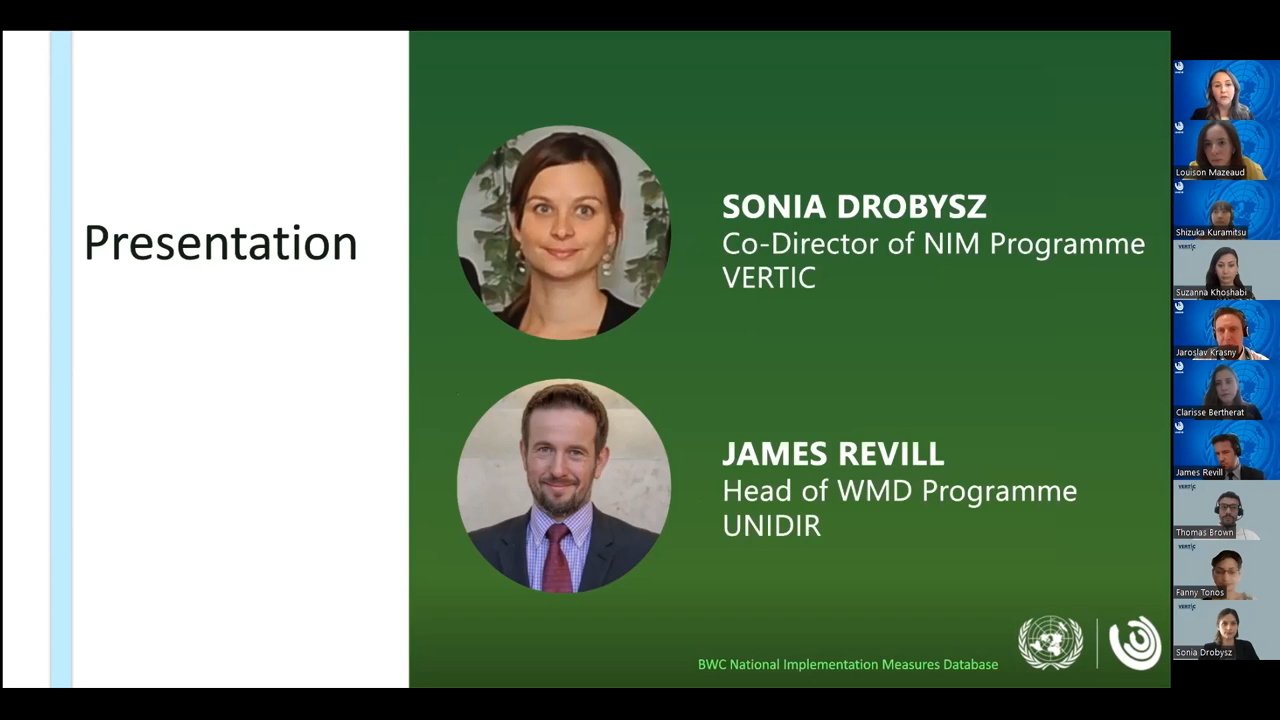 Presentation
SONIA DROBYSZ
Co-Director of NIM Programme
VERTIC
JAMES REVILL
Head of WMD Programme
UNIDIR
BWC National Implementation Measures Database
Louison Mazeaud
Shizuka Kuramitsu
VERTIC
Suzanna Khoshabi
Jaroslav Krasny
Clarisse Bertherat
James Revill
VERTIC
Thomas Brown
VERTIC
Fanny Tonos
VERTIC
Sonia Drobysz